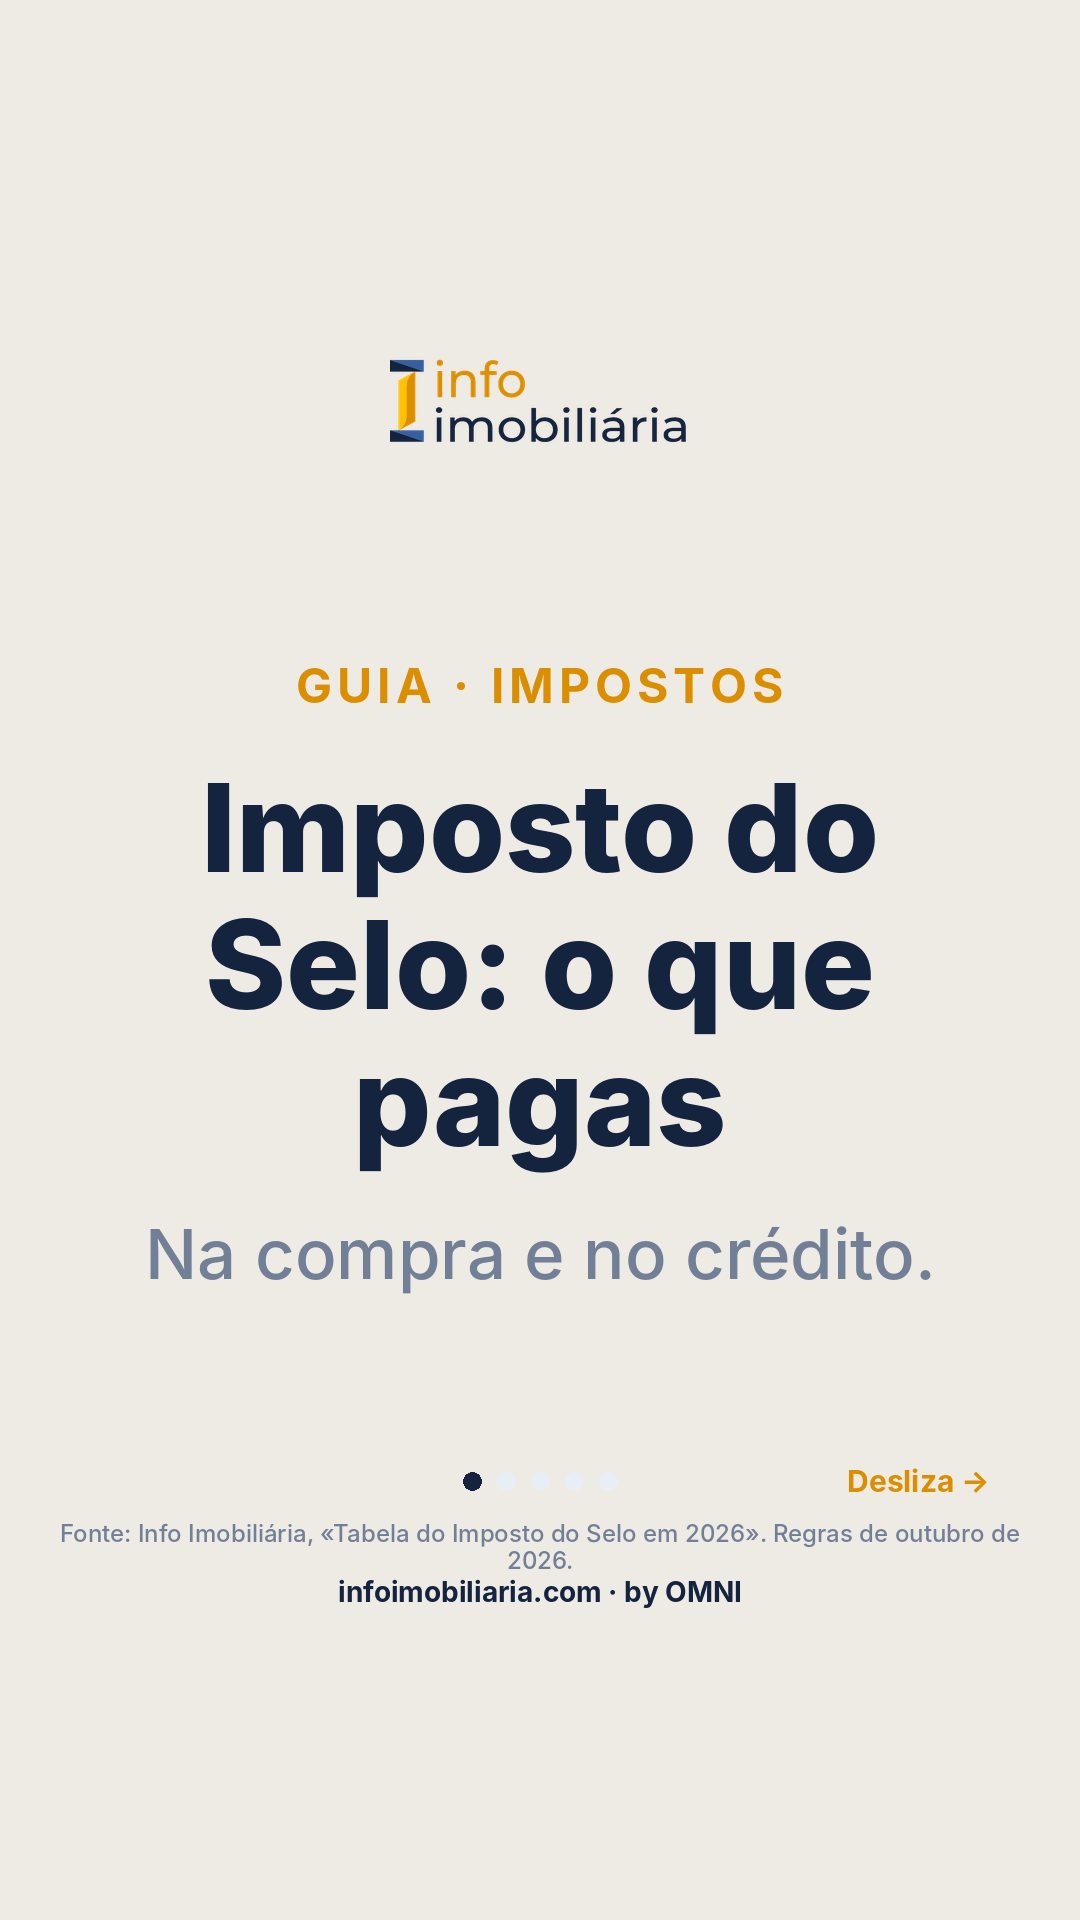 info
imobiliária
GUIA · IMPOSTOS
Imposto do
Selo: o que
pagas
Na compra e no crédito.
Desliza →
Fonte: Info Imobiliária, «Tabela do Imposto do Selo em 2026». Regras de outubro de
2026.
infoimobiliaria.com · by OMNI